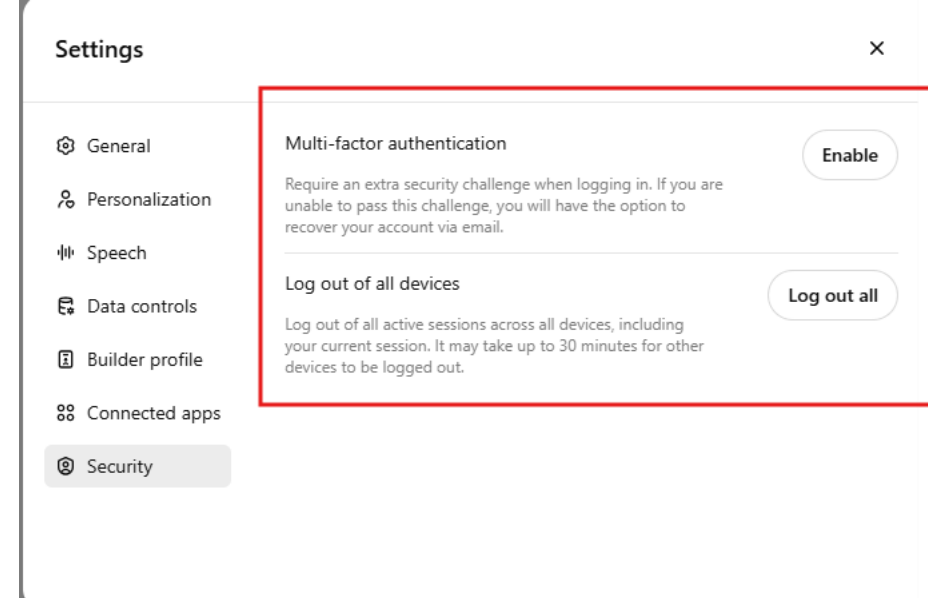 Settings
General
Personalization
Speech
Data controls
Builder profile
Connected apps
Security
Multi-factor authentication
Enable
Require an extra security challenge when logging in. If you are
unable to pass this challenge, you will have the option to
recover your account via email.
Log out of all devices
Log out all
Log out of all active sessions across all devices, including
your current session. It may take up to 30 minutes for other
devices to be logged out.